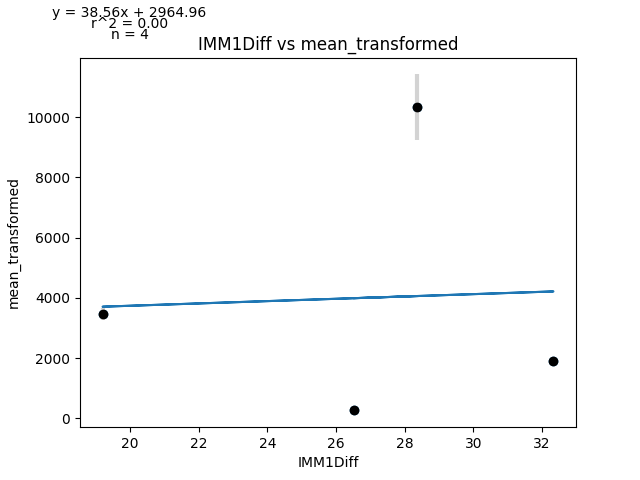 y = 38.56x + 2964.96
r^2 = 0.00
n = 4
IMM1Diff vs mean_transformed
mean_transformed
10000
8000
6000
4000
2000
0
20 22 24 26 28 30 32
IMM1Diff